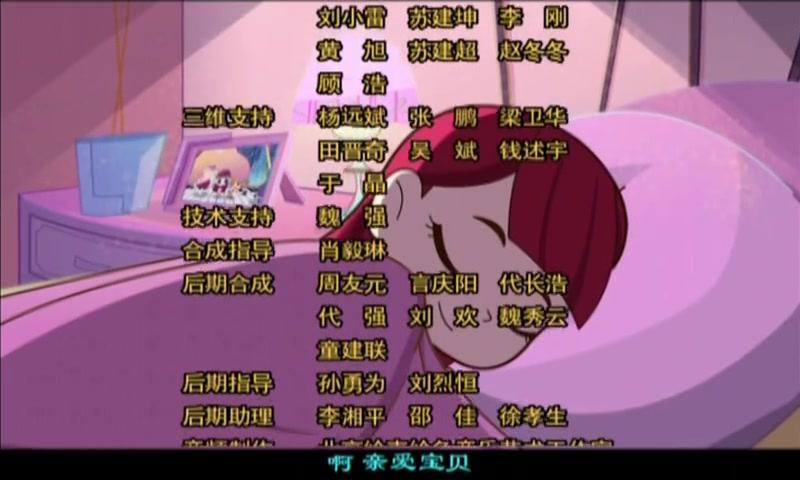 刘小雷 苏建坤 李 刚
黄 旭 苏建超 赵冬冬
顾 浩
三维支持 杨远斌 张 鹏 梁卫华
田晋奇 吴 斌 钱述宇
于 晶
技术支持 魏 强
合成指导 肖毅琳
后期合成 周友元 言庆阳 代长浩
代 强 刘 欢 魏秀云
童建联
后期指导 孙勇为 刘烈恒
后期助理 李湘平 邵 佳 徐孝生
啊 亲爱宝贝